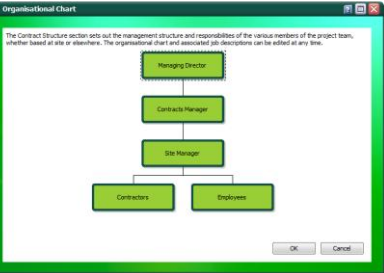 Organisational Chart
The Contract Structure section sets out the management structure and responsibilities of the various members of the project team,
whether based at site or elsewhere. The organisational chart and associated job descriptions can be edited at any time.
Managing Director
Contracts Manager
Site Manager
Contractors
Employees
OK
Cancel